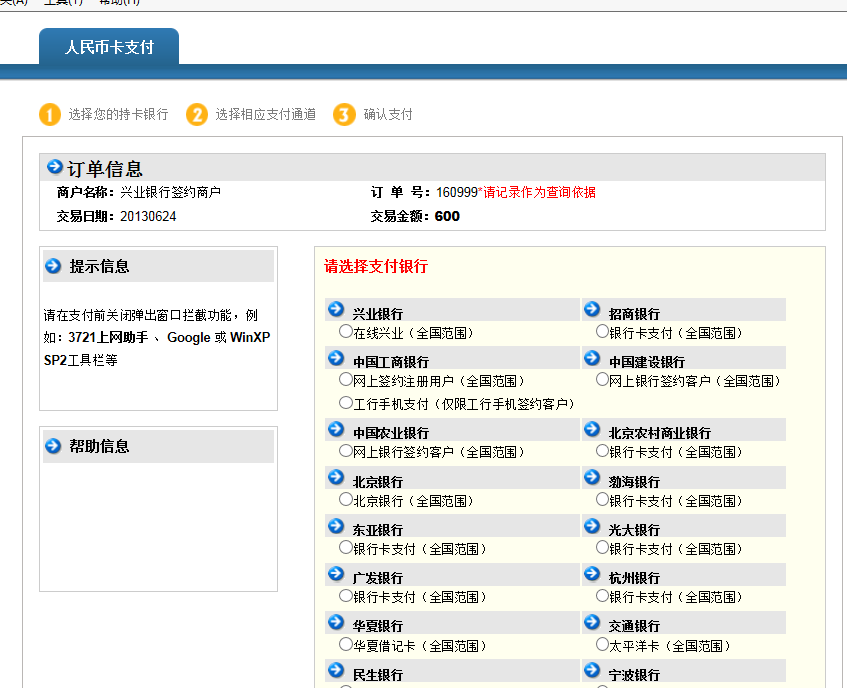 工具(T) 帮助(H)
人民币卡支付
1 选择您的持卡银行 2 选择相应支付通道 3 确认支付
订单信息
商户名称：兴业银行签约商户 订 单 号：160999*请记录作为查询依据
交易日期：20130624 交易金额：600
提示信息
请在支付前关闭弹出窗口拦截功能，例
如：3721上网助手 、 Google 或 WinXP
SP2工具栏等
帮助信息
请选择支付银行
兴业银行 招商银行
在线兴业（全国范围） 银行卡支付（全国范围）
中国工商银行 中国建设银行
网上签约注册用户（全国范围） 网上银行签约客户（全国范围）
工行手机支付（仅限工行手机签约客户）
中国农业银行 北京农村商业银行
网上银行签约客户（全国范围） 银行卡支付（全国范围）
北京银行 渤海银行
北京银行（全国范围） 银行卡支付（全国范围）
东亚银行 光大银行
银行卡支付（全国范围） 银行卡支付（全国范围）
广发银行 杭州银行
银行卡支付（全国范围） 银行卡支付（全国范围）
华夏银行 交通银行
华夏借记卡（全国范围） 太平洋卡（全国范围）
民生银行 宁波银行